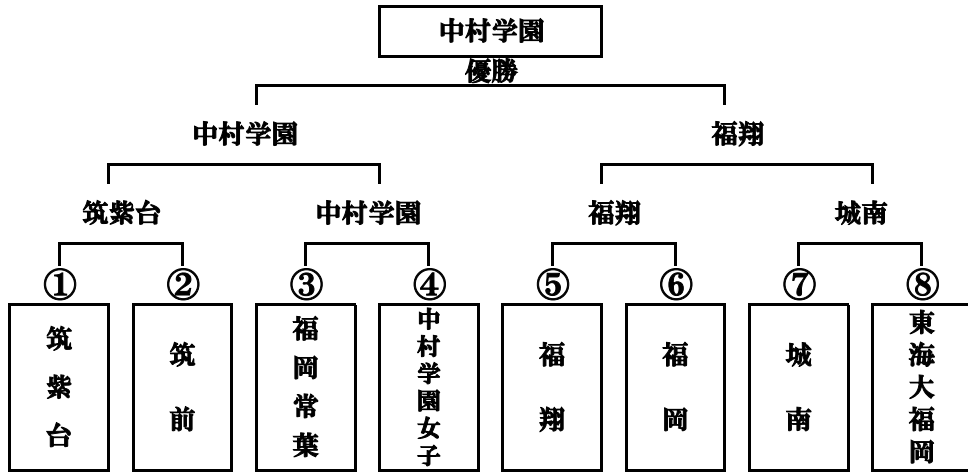 中村学園
優勝
中村学園
福翔
筑紫台
中村学園
福翔
城南
① ② ③ ④ ⑤ ⑥ ⑦ ⑧
筑紫台
筑前
福岡常葉
中村学園女子
福翔
福岡
城南
東海大福岡